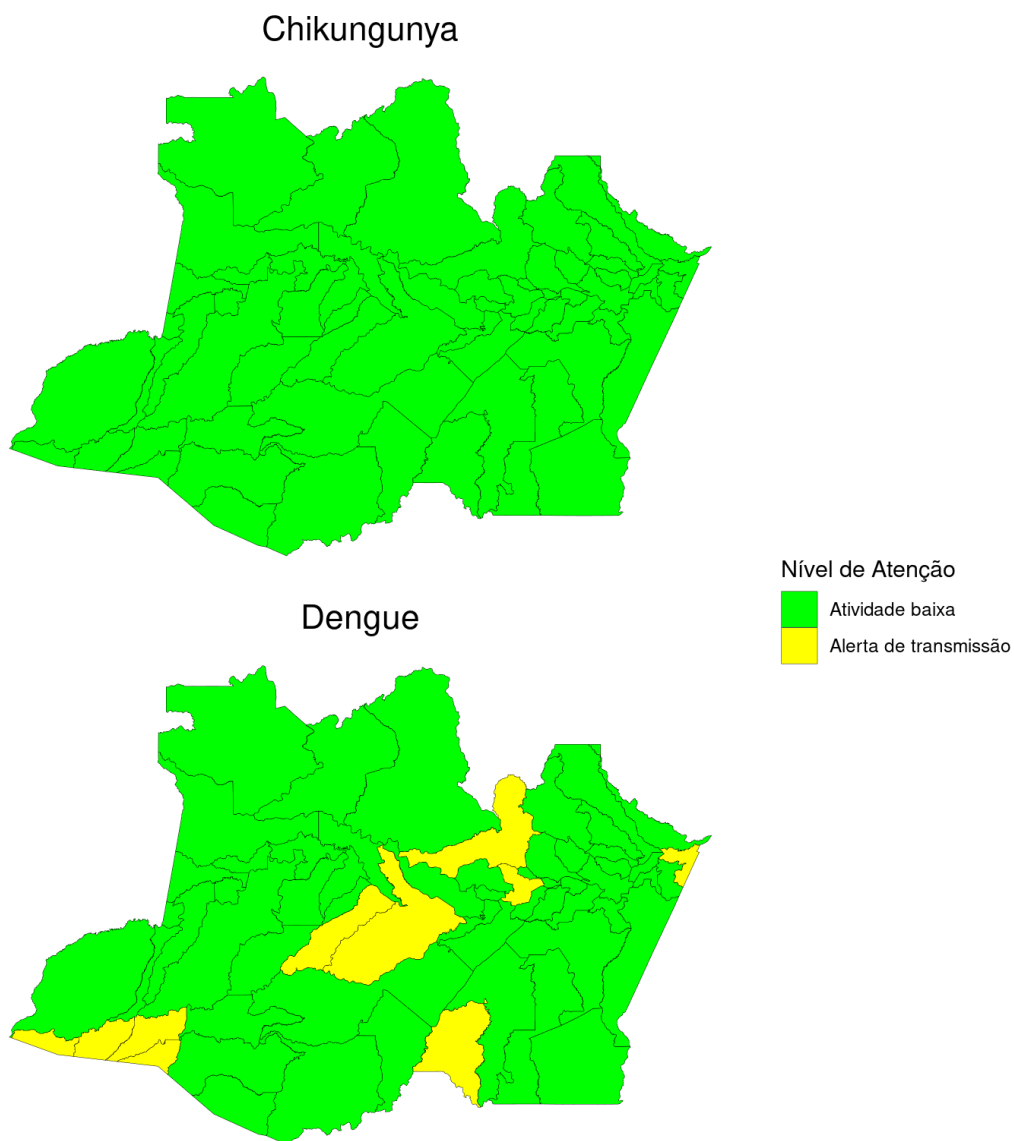 Chikungunya
Dengue
Nível de Atenção
Atividade baixa
Alerta de transmissão